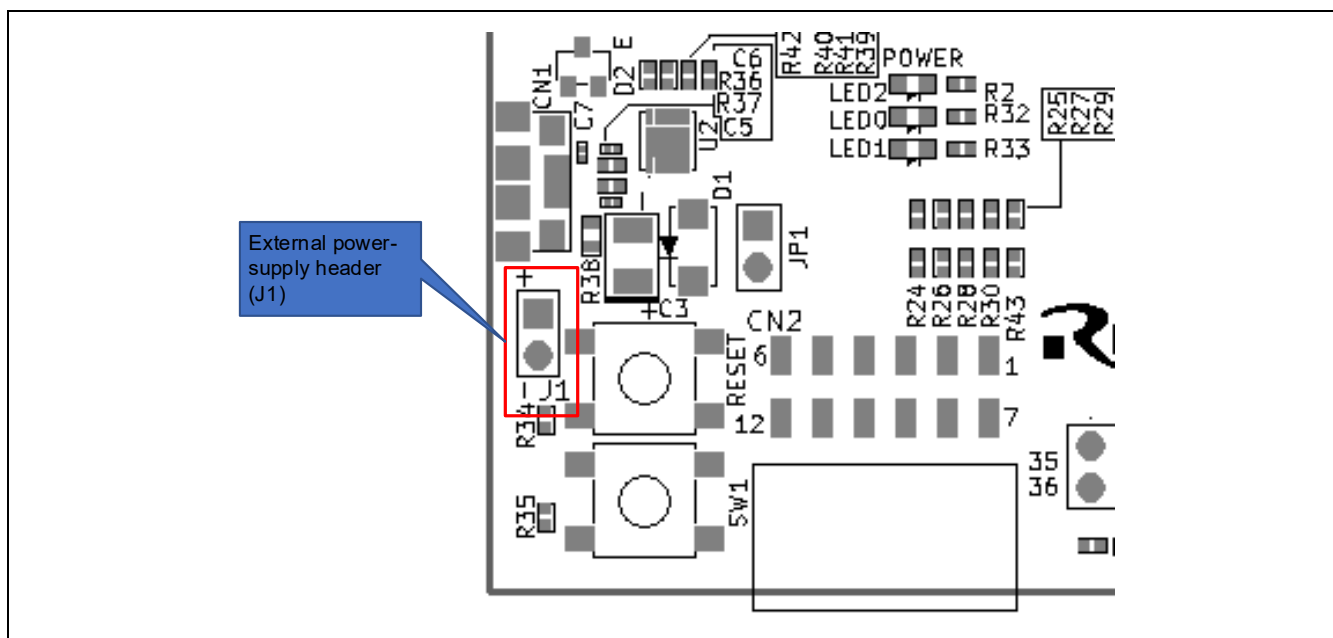 E
CN1
D2
R42
R40
R41
R39
C6
R36
R37
C5
C7
U2
POWER
LED2
R2
LED0
R32
LED1
R33
R25
R27
R29
D1
JP1
External power-
supply header
(J1)
+
R38
+C3
R24
R26
R28
R30
R43
CN2
6
1
RESET
-
J1
R34
12
7
35
36
R35
SW1